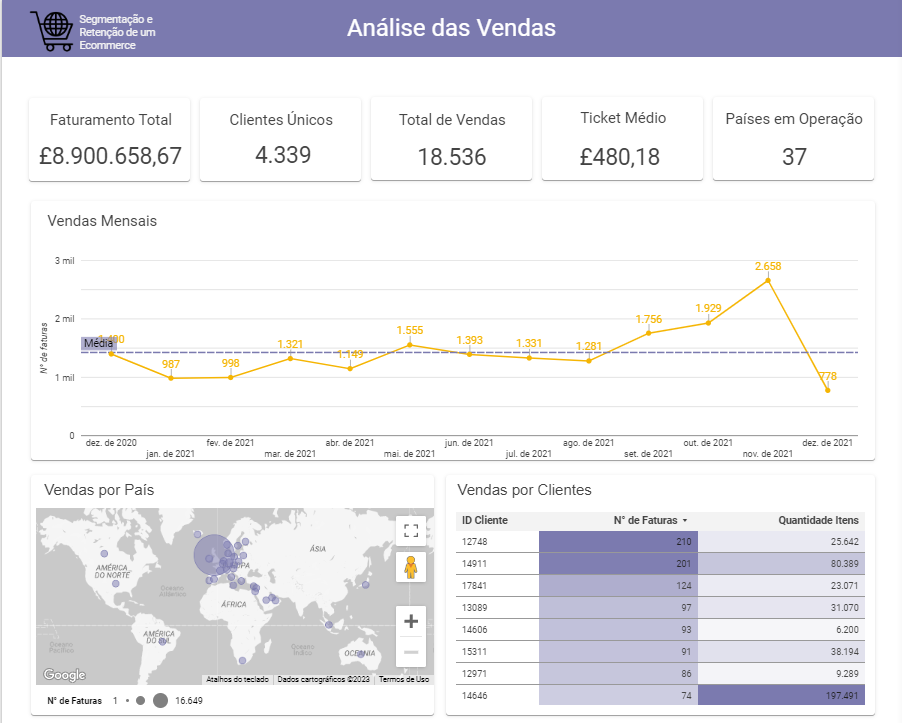 Segmentação e
Retenção de um
Ecommerce
Análise das Vendas
Faturamento Total
£8.900.658,67
Clientes Únicos
4.339
Total de Vendas
18.536
Ticket Médio
£480,18
Países em Operação
37
Vendas Mensais
N° de faturas
3 mil
2 mil
1 mil
0
Média
987
998
1.321
1.149
1.555
1.393
1.331
1.281
1.756
1.929
2.658
778
dez. de 2020
jan. de 2021
fev. de 2021
mar. de 2021
abr. de 2021
mai. de 2021
jun. de 2021
jul. de 2021
ago. de 2021
set. de 2021
out. de 2021
nov. de 2021
dez. de 2021
Vendas por País
AMÉRICA
DO NORTE
ÁSIA
Oceano
Atlântico
ÁFRICA
AMÉRICA
DO SUL
Oceano
Pacífico
Oceano
Índico
OCEANIA
Google
Atalhos do teclado
Dados cartográficos ©2023
Termos de Uso
N° de Faturas 1 16.649
Vendas por Clientes
ID Cliente N° de Faturas Quantidade Itens
12748 210 25.642
14911 201 80.389
17841 124 23.071
13089 97 31.070
14606 93 6.200
15311 91 38.194
12971 86 9.289
14646 74 197.491